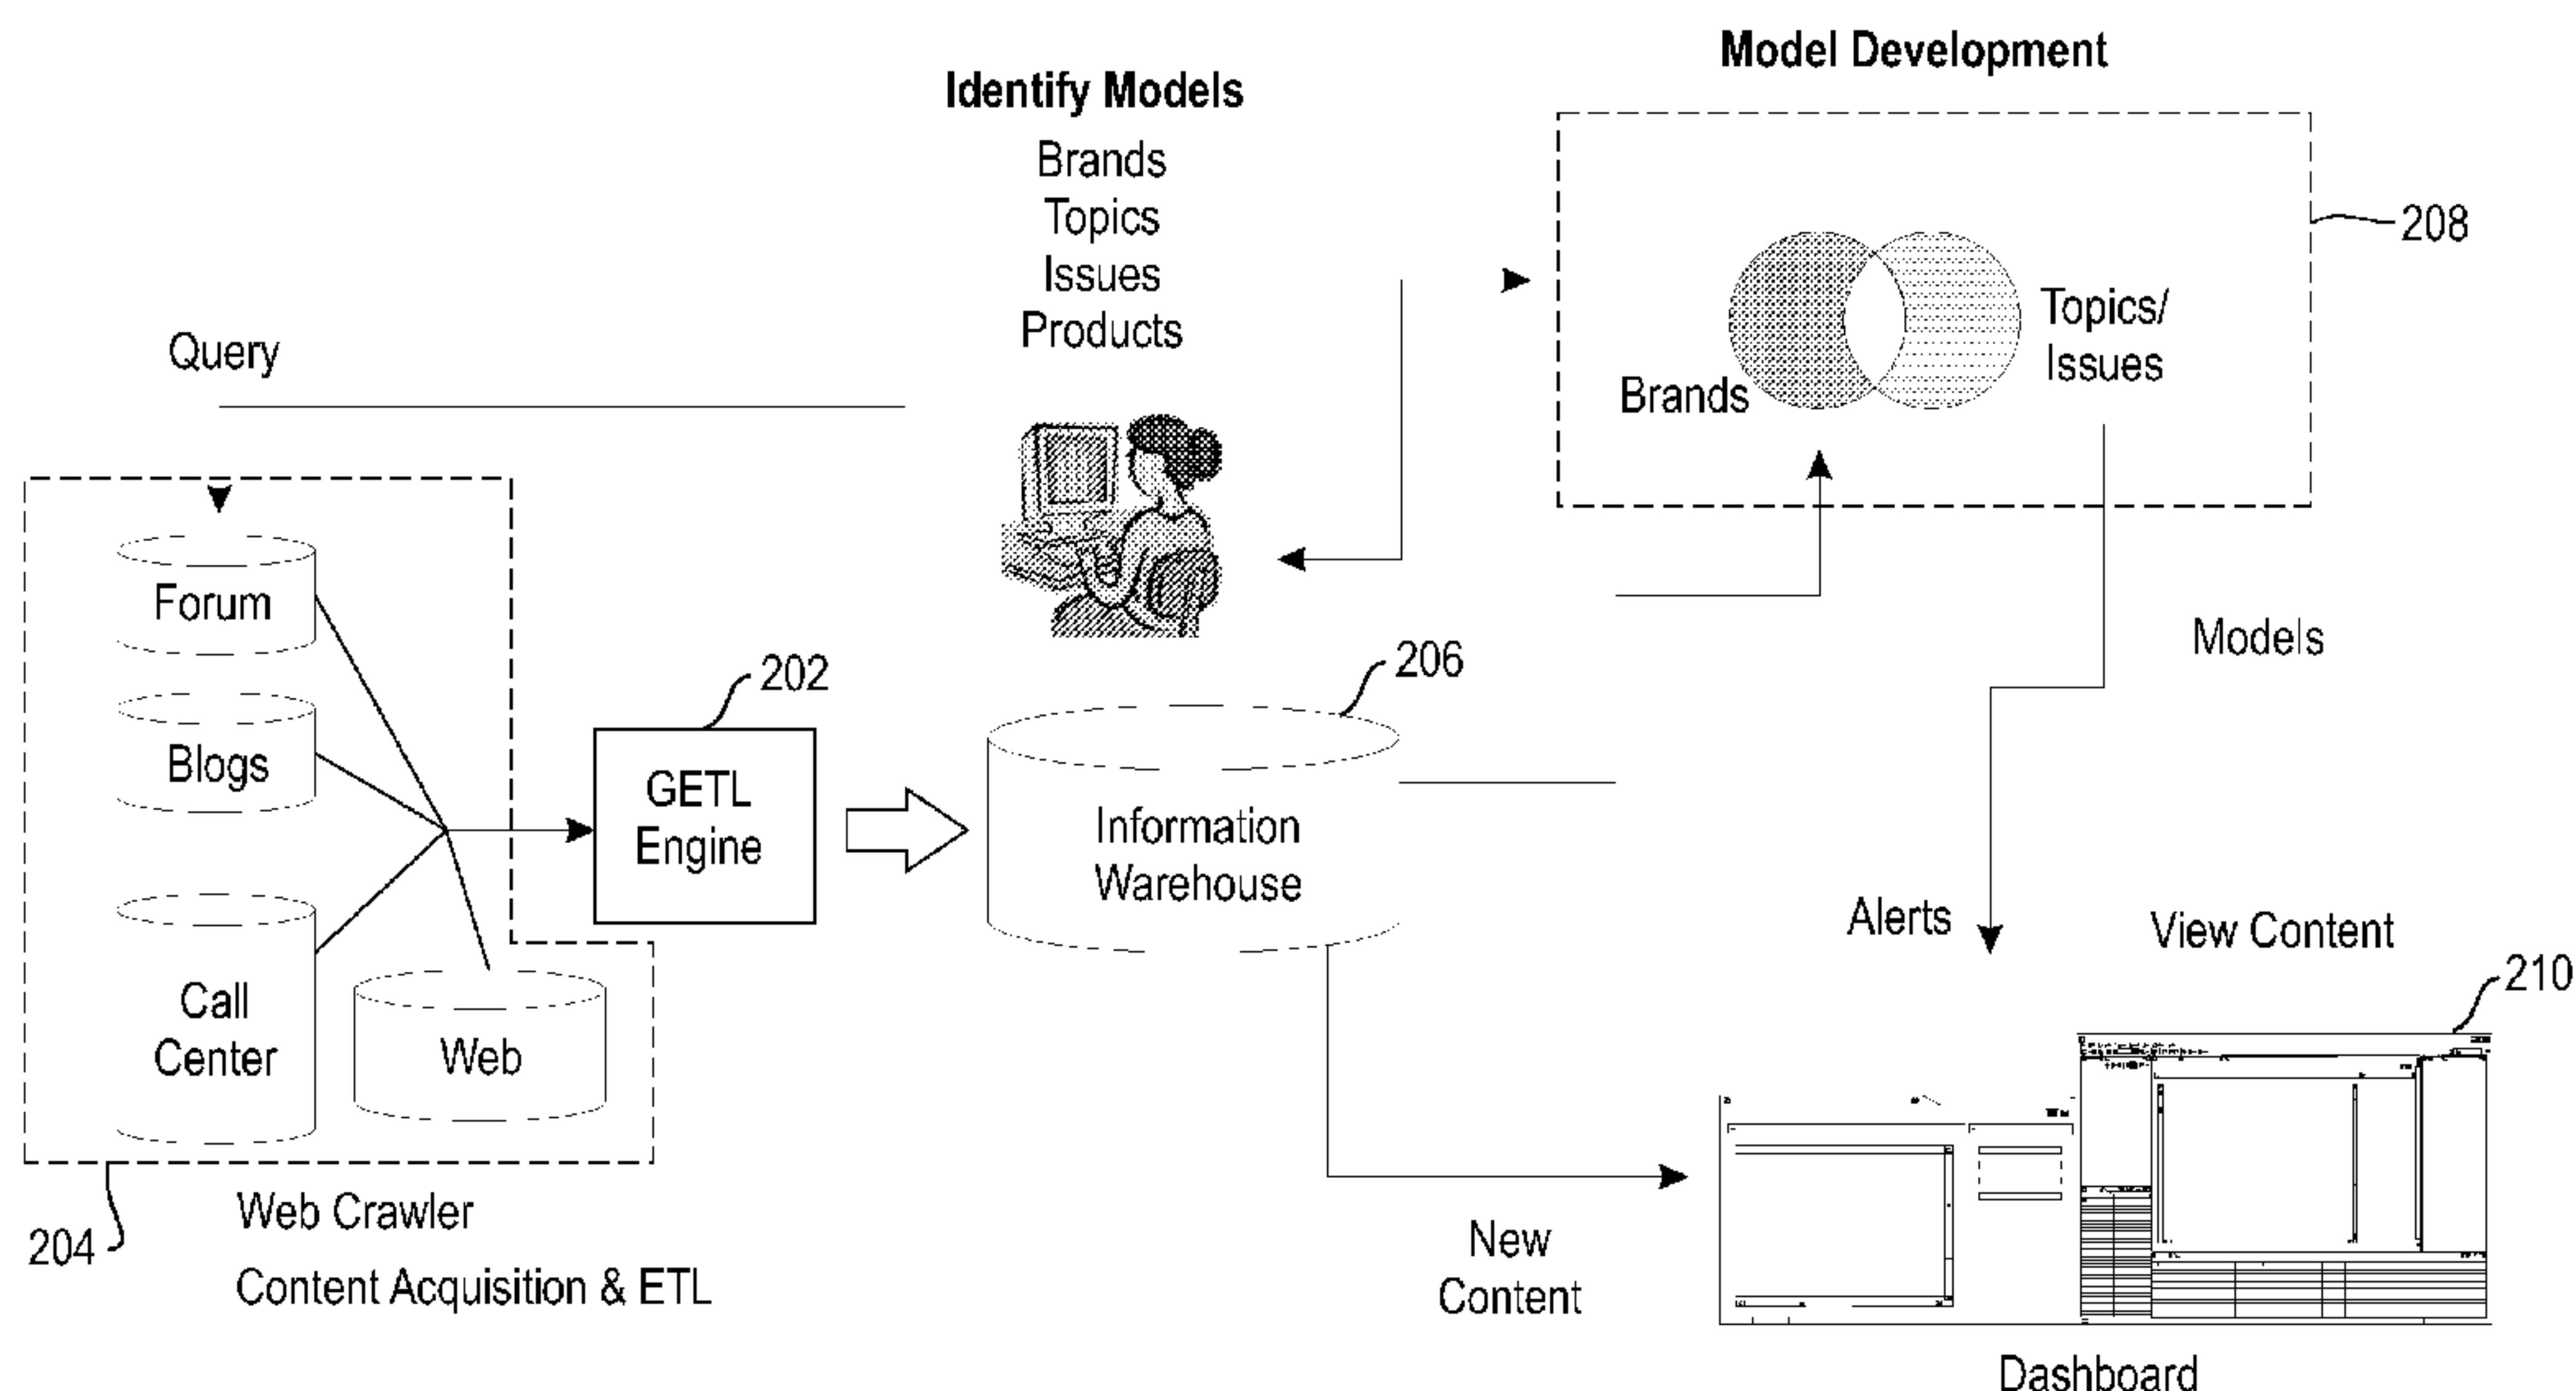 Model Development
Identify Models
Brands
Topics
Issues
Products
208
Topics/
Issues
Brands
Query
Forum
Blogs
Call
Center
Web
202
GETL
Engine
206
Information
Warehouse
Models
Alerts
View Content
210
204
Web Crawler
Content Acquisition & ETL
New
Content
Dashboard